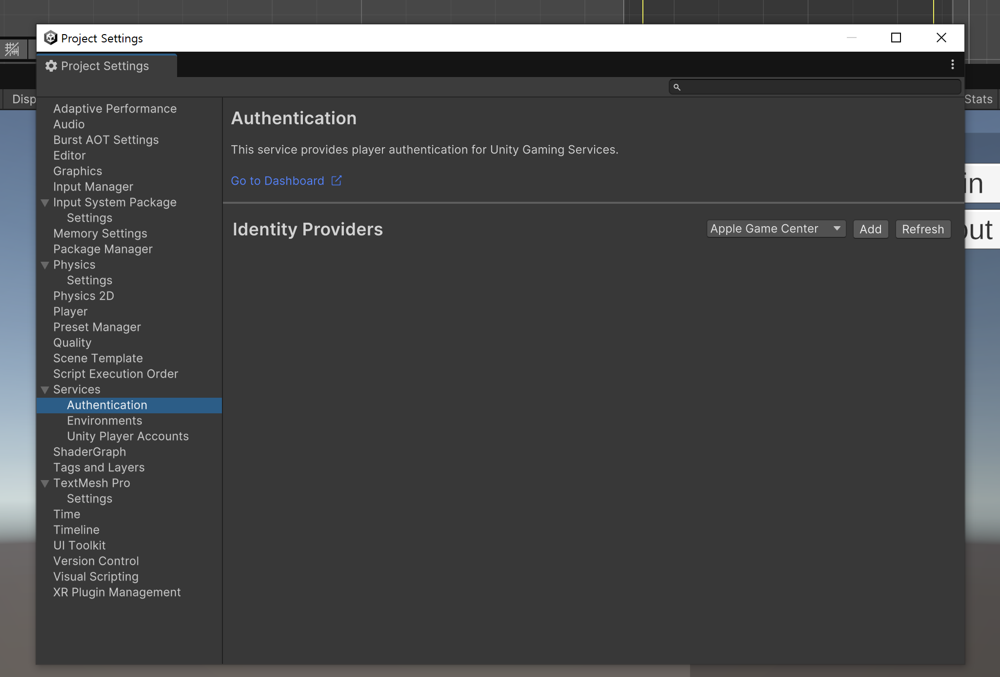 Project Settings
Project Settings
Disp
Stats
Adaptive Performance
Audio
Burst AOT Settings
Editor
Graphics
Input Manager
Input System Package
Settings
Memory Settings
Package Manager
Physics
Settings
Physics 2D
Player
Preset Manager
Quality
Scene Template
Script Execution Order
Services
Authentication
Environments
Unity Player Accounts
ShaderGraph
Tags and Layers
TextMesh Pro
Settings
Time
Timeline
UI Toolkit
Version Control
Visual Scripting
XR Plugin Management
Authentication
This service provides player authentication for Unity Gaming Services.
Go to Dashboard
Identity Providers
Apple Game Center
Add
Refresh
in
out